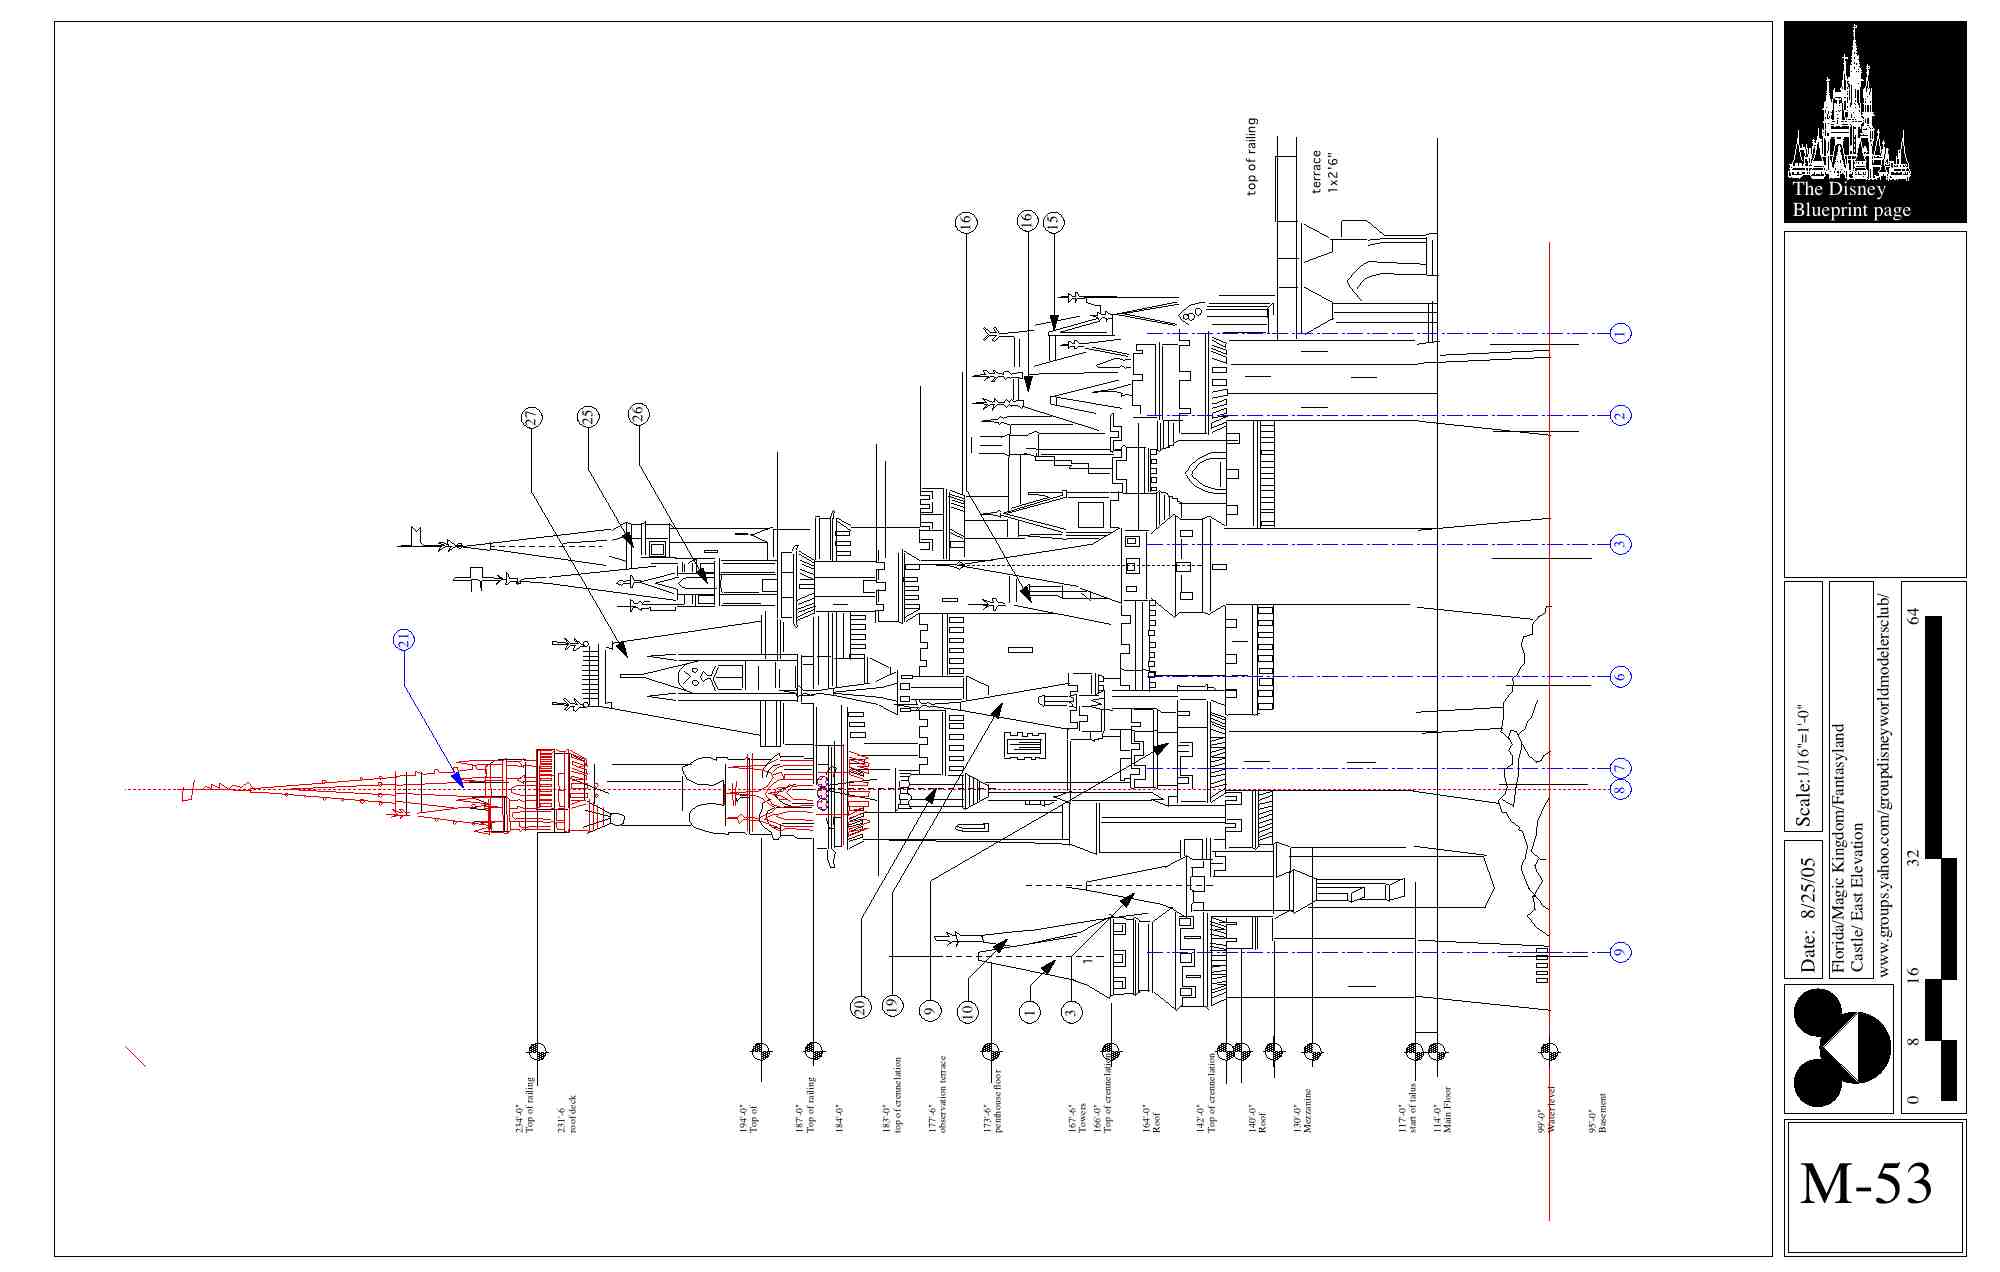 The Disney
Blueprint page
top of railing
terrace
1x2'6"
16
16
15
27
25
26
21
1
2
3
6
7
8
9
20
19
9
10
1
3
1
234'-0"
Top of railing
231'-6
roof deck
194'-0"
Top of
187'-0"
Top of railing
184'-0"
183'-0"
top of crennelation
177'-6"
observation terrace
173'-6"
penthouse floor
167'-6"
Towers
166'-0"
Top of crennelation
164'-0"
Roof
142'-0"
Top of crennelation
140'-0"
Roof
130'-0"
Mezzanine
117'-0"
start of talus
114'-0"
Main Floor
99'-0"
Water level
95'-0"
Basement
Scale:1/16"=1'-0"
Date: 8/25/05
Florida/Magic Kingdom/Fantasyland
Castle/ East Elevation
www.groups.yahoo.com/groupdisneyworldmodelersclub/
0 8 16 32 64
M-53